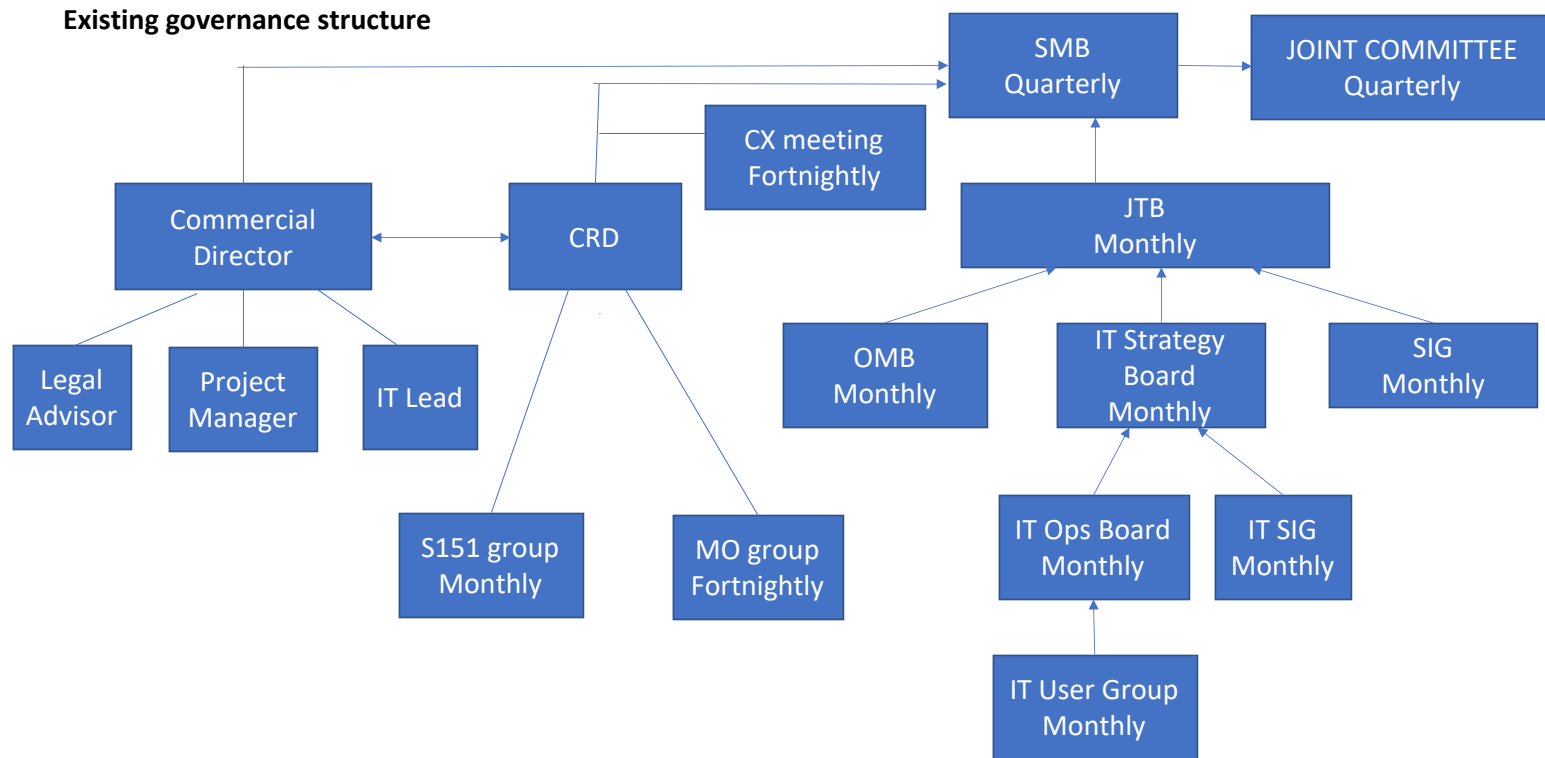 Existing governance structure
SMB
Quarterly
JOINT COMMITTEE
Quarterly
CX meeting
Fortnightly
Commercial
Director
CRD
JTB
Monthly
Legal
Advisor
Project
Manager
IT Lead
OMB
Monthly
IT Strategy
Board
Monthly
SIG
Monthly
S151 group
Monthly
MO group
Fortnightly
IT Ops Board
Monthly
IT SIG
Monthly
IT User Group
Monthly